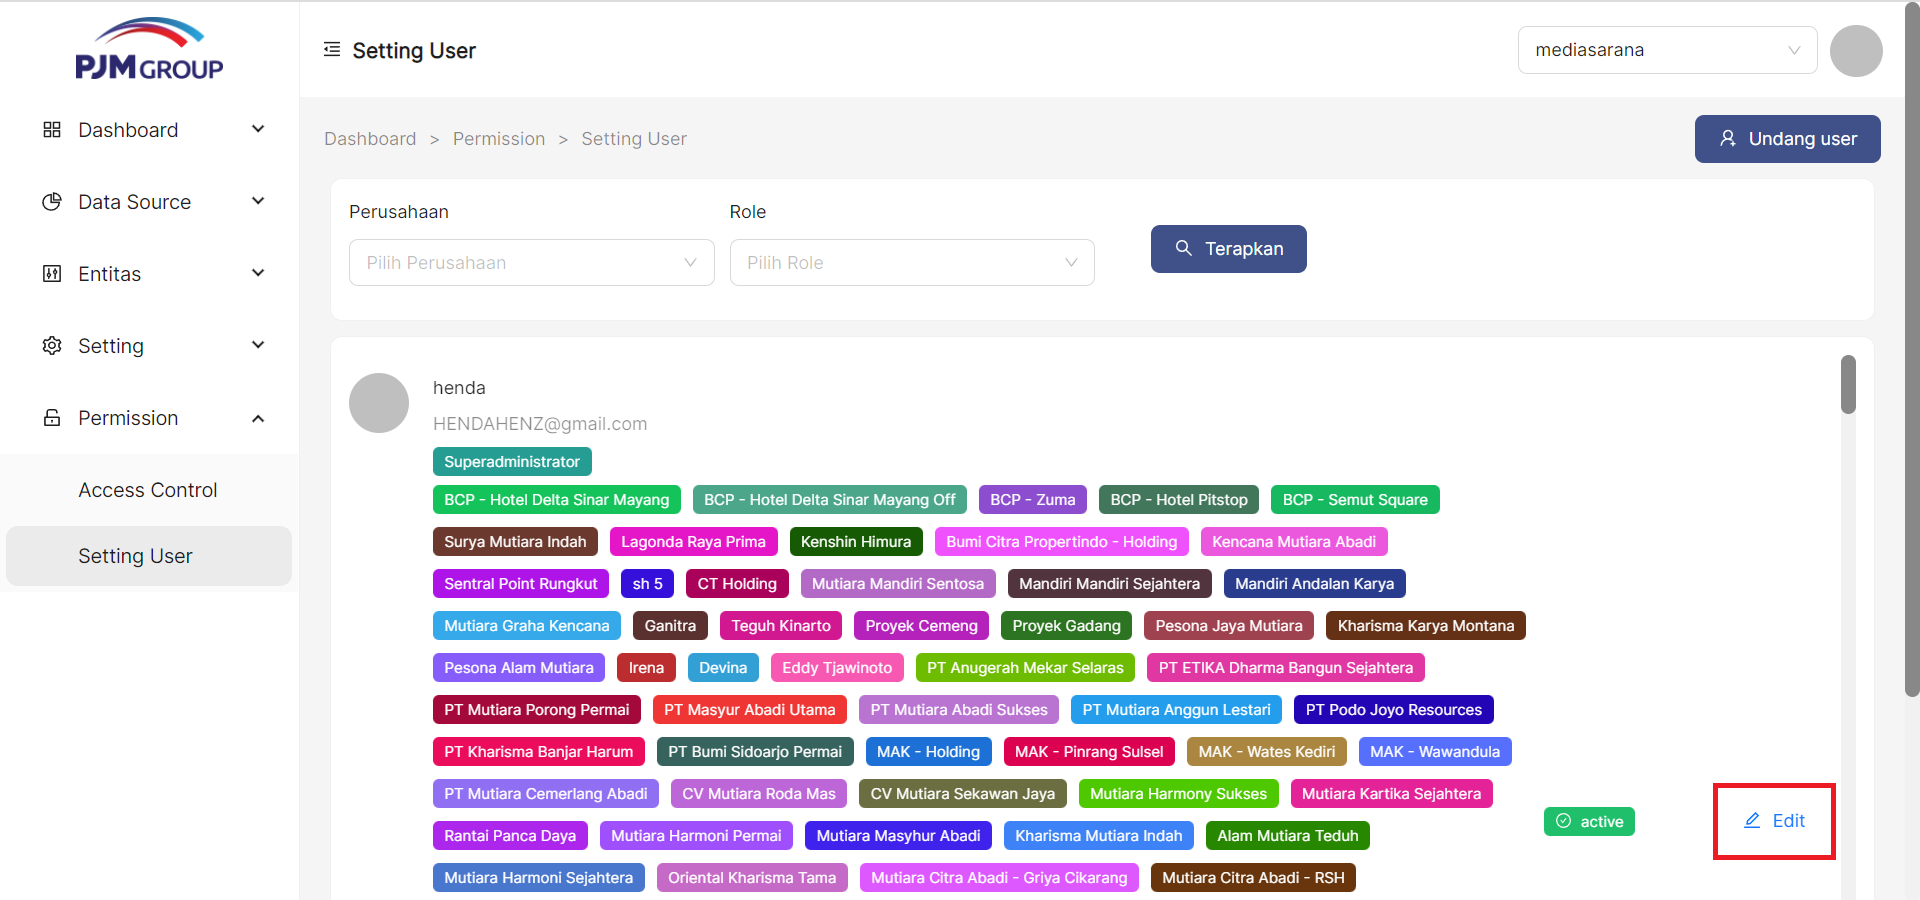 PJM GROUP
Dashboard
Data Source
Entitas
Setting
Permission
Access Control
Setting User
Setting User
mediasarana
Dashboard > Permission > Setting User
Undang user
Perusahaan Role
Pilih Perusahaan Pilih Role Terapkan
henda
HENDAHENZ@gmail.com
Superadministrator
BCP - Hotel Delta Sinar Mayang BCP - Hotel Delta Sinar Mayang Off BCP - Zuma BCP - Hotel Pitstop BCP - Semut Square
Surya Mutiara Indah Lagonda Raya Prima Kenshin Himura Bumi Citra Propertindo - Holding Kencana Mutiara Abadi
Sentral Point Rungkut sh 5 CT Holding Mutiara Mandiri Sentosa Mandiri Mandiri Sejahtera Mandiri Andalan Karya
Mutiara Graha Kencana Ganitra Teguh Kinarto Proyek Cemeng Proyek Gadang Pesona Jaya Mutiara Kharisma Karya Montana
Pesona Alam Mutiara Irena Devina Eddy Tjawinoto PT Anugerah Mekar Selaras PT ETIKA Dharma Bangun Sejahtera
PT Mutiara Porong Permai PT Masyur Abadi Utama PT Mutiara Abadi Sukses PT Mutiara Anggun Lestari PT Podo Joyo Resources
PT Kharisma Banjar Harum PT Bumi Sidoarjo Permai MAK - Holding MAK - Pinrang Sulsel MAK - Wates Kediri MAK - Wawandula
PT Mutiara Cemerlang Abadi CV Mutiara Roda Mas CV Mutiara Sekawan Jaya Mutiara Harmony Sukses Mutiara Kartika Sejahtera
Rantai Panca Daya Mutiara Harmoni Permai Mutiara Masyhur Abadi Kharisma Mutiara Indah Alam Mutiara Teduh
Mutiara Harmoni Sejahtera Oriental Kharisma Tama Mutiara Citra Abadi - Griya Cikarang Mutiara Citra Abadi - RSH
active
Edit